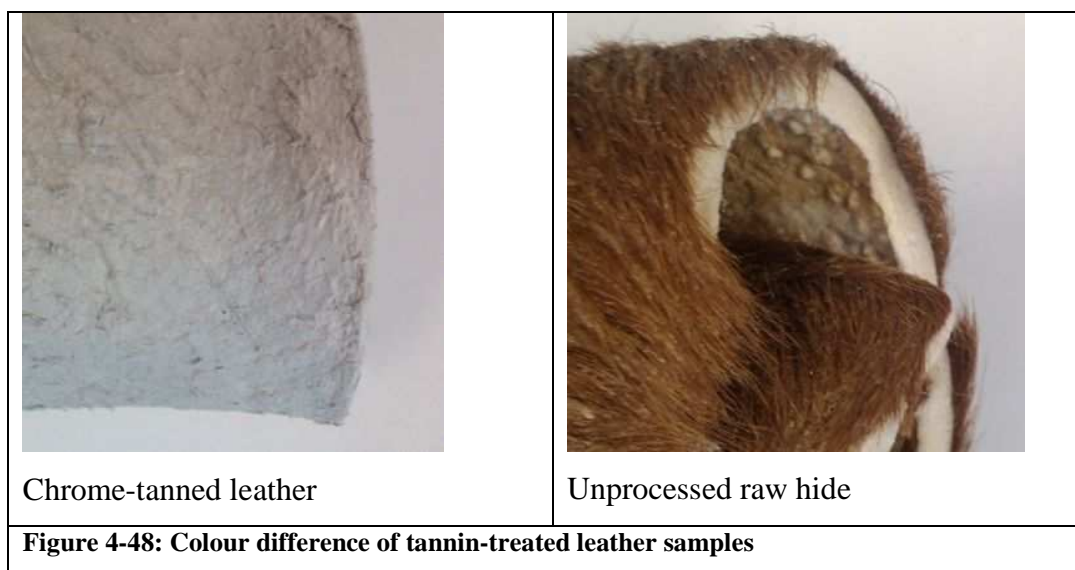 Chrome-tanned leather
Unprocessed raw hide
Figure 4-48: Colour difference of tannin-treated leather samples